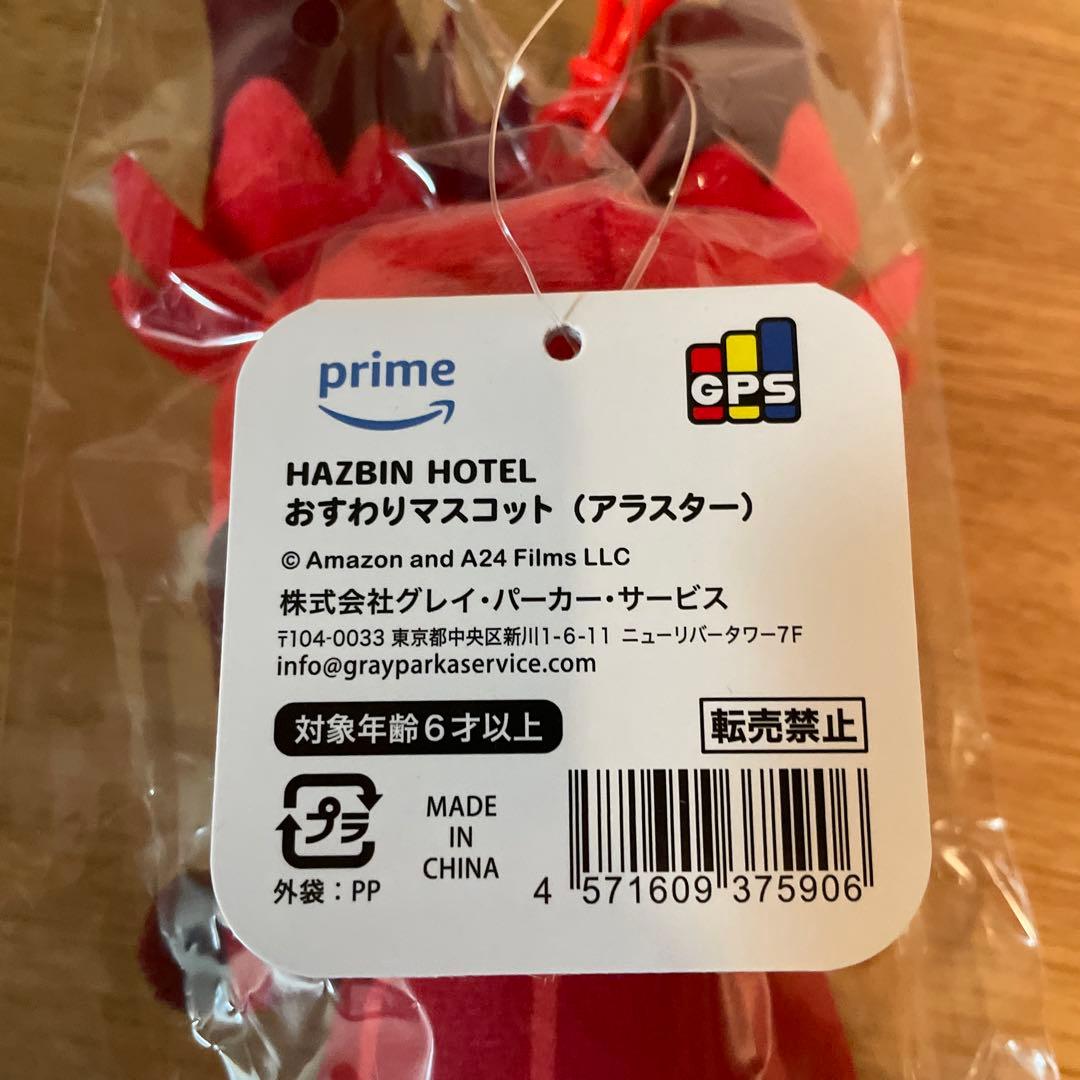 prime
GPS
HAZBIN HOTEL
おすわりマスコット（アラスター）
© Amazon and A24 Films LLC
株式会社グレイ・パーカー・サービス
〒104-0033 東京都中央区新川1-6-11 ニューリバータワー7F
info@grayparkaservice.com
対象年齢6才以上
転売禁止
プラ
外袋：PP
MADE
IN
CHINA
4 571609 375906